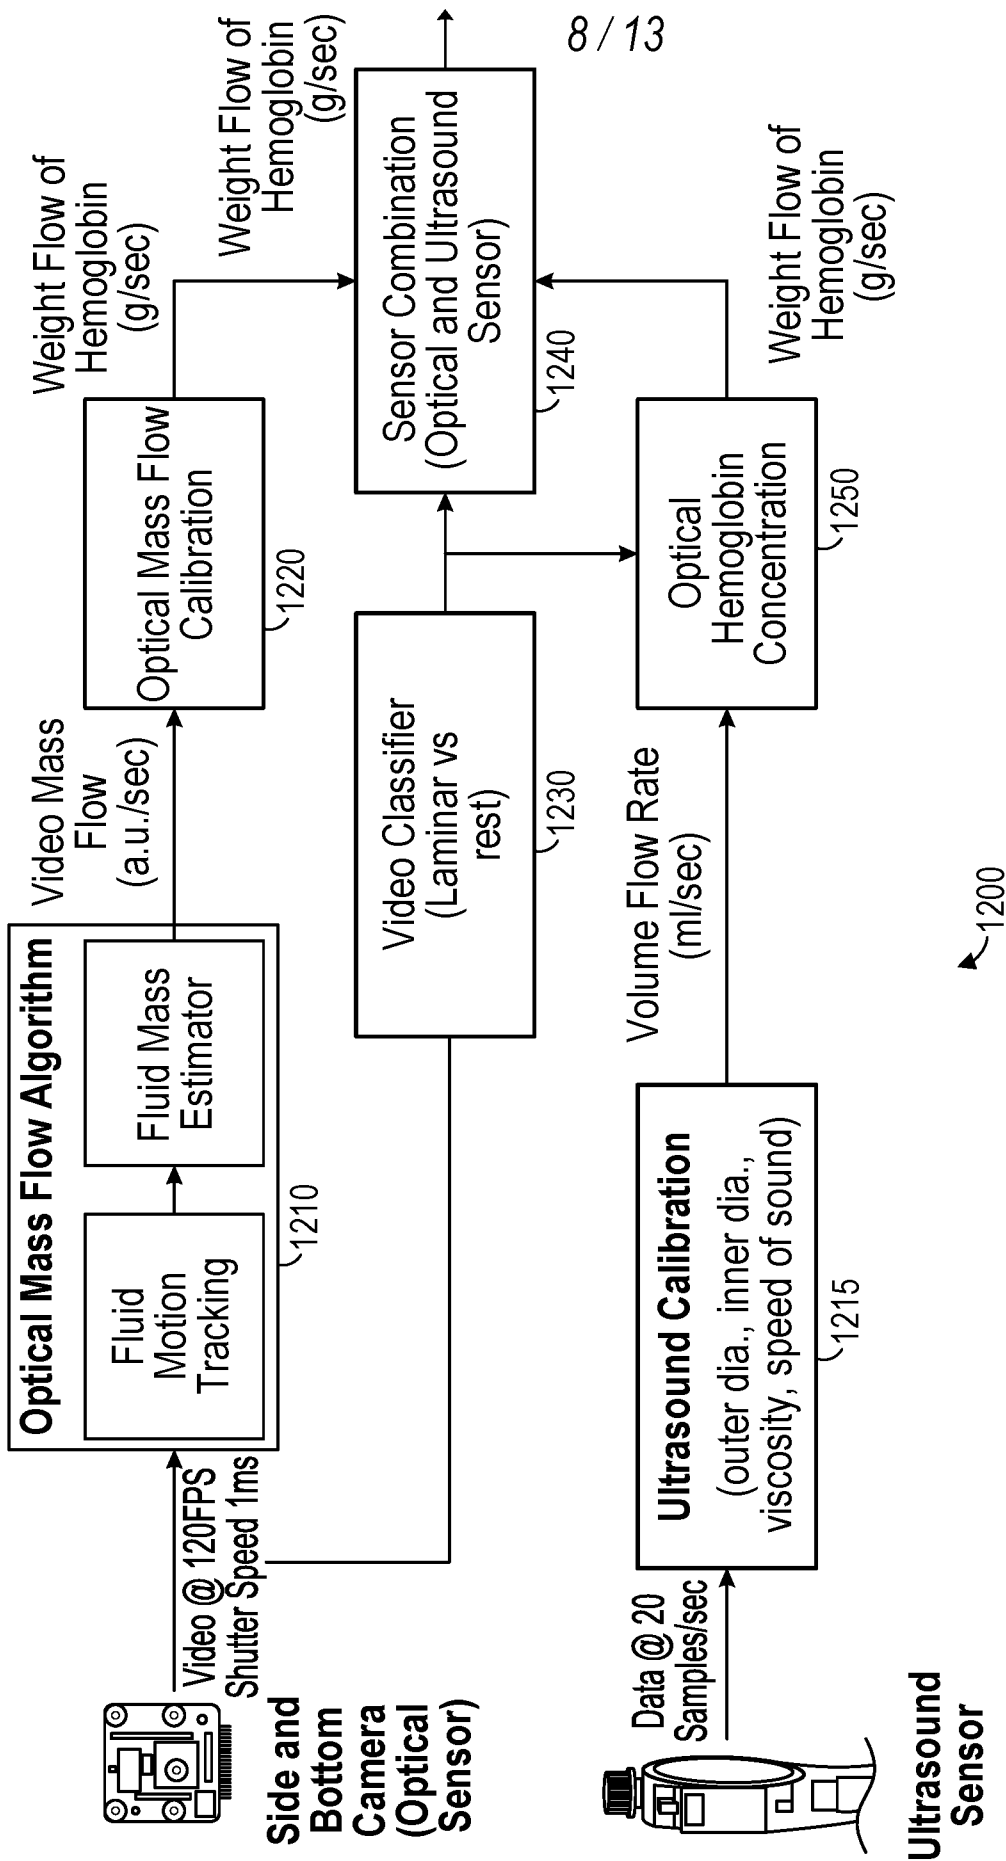 8 / 13
Side and
Bottom
Camera
(Optical
Sensor)
Video @ 120FPS
Shutter Speed 1ms
Optical Mass Flow Algorithm
Fluid
Motion
Tracking
Fluid Mass
Estimator
1210
Video Mass
Flow
(a.u./sec)
Optical Mass Flow
Calibration
1220
Weight Flow of
Hemoglobin
(g/sec)
Video Classifier
(Laminar vs
rest)
1230
Sensor Combination
(Optical and Ultrasound
Sensor)
1240
Weight Flow of
Hemoglobin
(g/sec)
Ultrasound
Sensor
Data @ 20
Samples/sec
Ultrasound Calibration
(outer dia., inner dia.,
viscosity, speed of sound)
1215
Volume Flow Rate
(ml/sec)
Optical
Hemoglobin
Concentration
1250
Weight Flow of
Hemoglobin
(g/sec)
1200